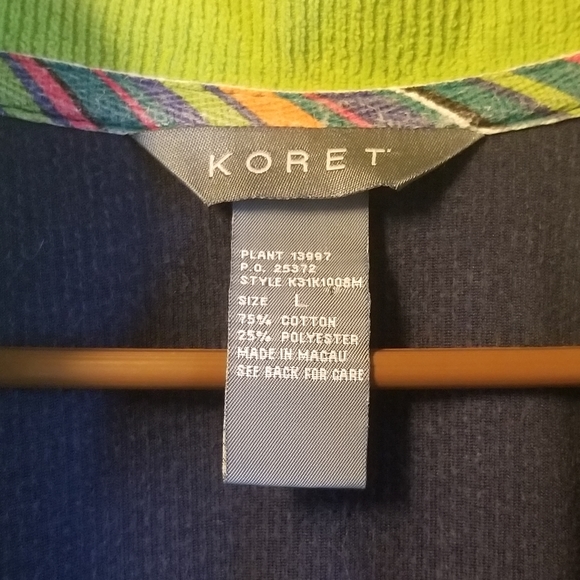 KORET
PLANT 13997
P.O. 25372
STYLE K31K1008M
SIZE L
75% COTTON
25% POLYESTER
MADE IN MACAU
SEE BACK FOR CARE